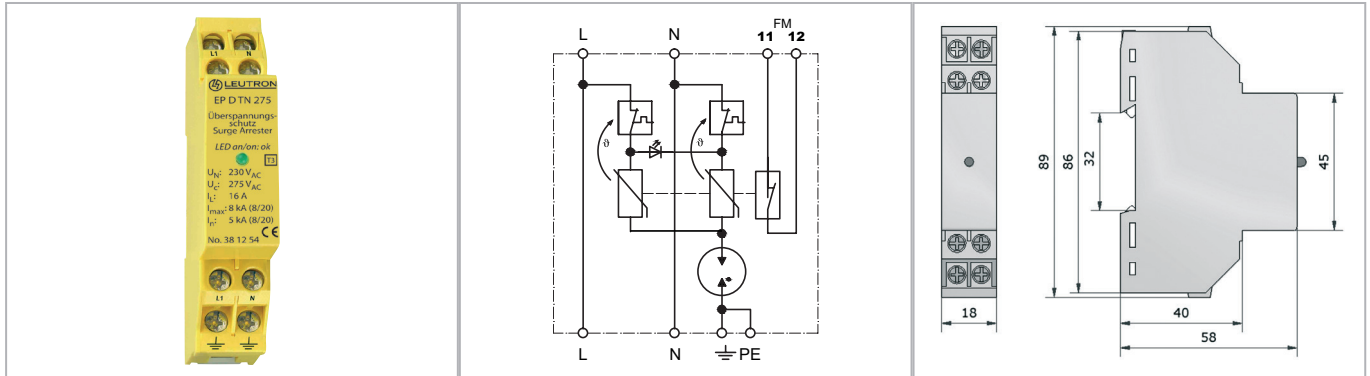 L1 N
LEUTRON
EP D TN 275
Überspannungs-
schutz
Surge Arrester
LED an/on: ok
T3
UN: 230 VAC
UC: 275 VAC
IL: 16 A
Imax: 8 kA (8/20)
In: 5 kA (8/20)
CE
No. 38 12 54
L1 N
L N FM
11 12
ϑ ϑ
L N PE
89
86
32
45
18
40
58